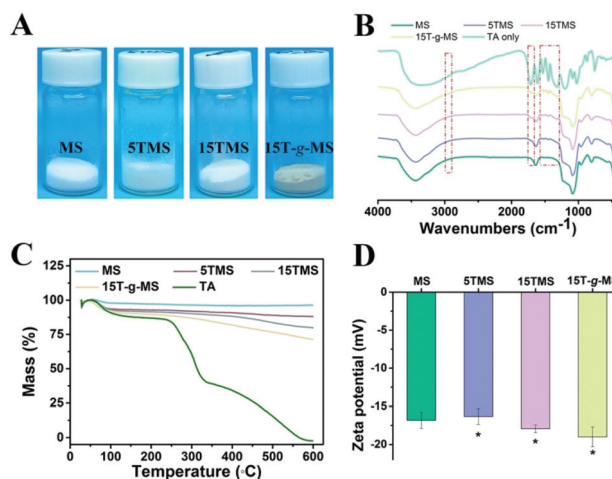 A
MS
5TMS
15TMS
15T-g-MS
B
MS
5TMS
15TMS
15T-g-MS
TA only
4000
3000
2000
1000
Wavenumbers (cm-1)
C
MS
5TMS
15TMS
15T-g-MS
TA
125
100
75
50
25
0
Mass (%)
0
100
200
300
400
500
600
Temperature (◦C)
D
MS
5TMS
15TMS
15T-g-MS
0
-5
-10
-15
-20
Zeta potential (mV)
*
*
*